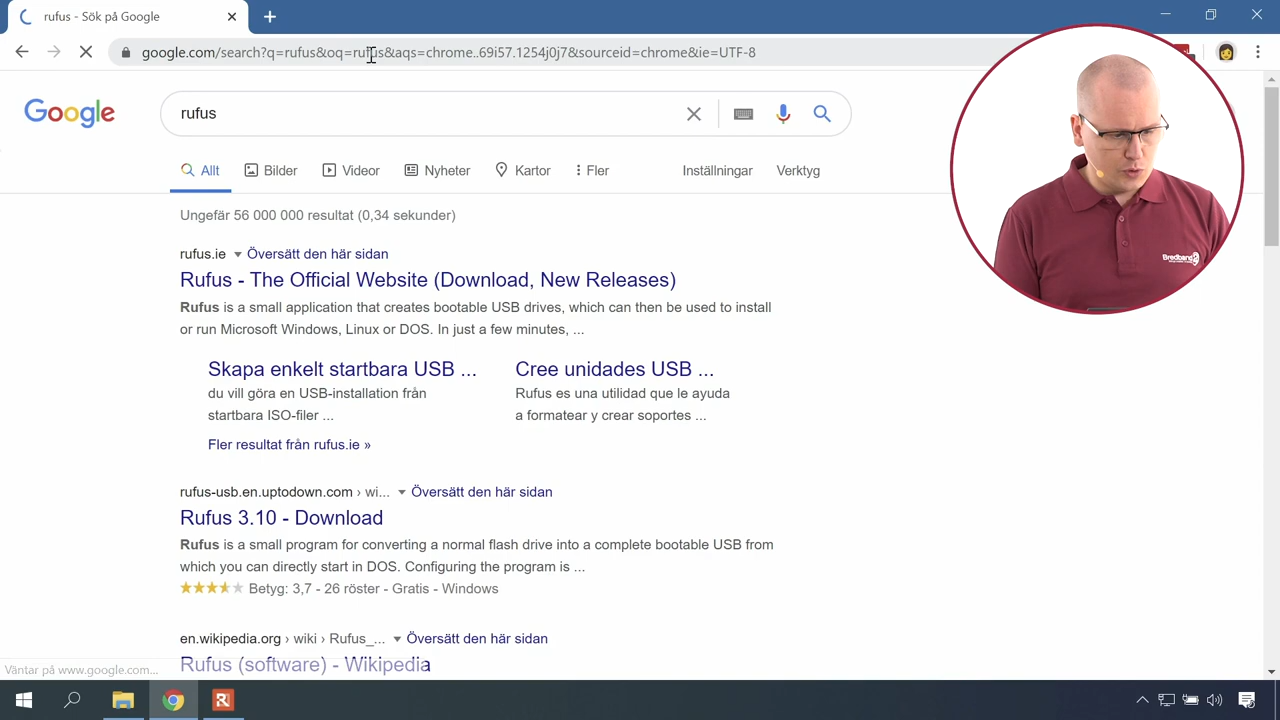 rufus - Sök på Google
google.com/search?q=rufus&oq=rufus&aqs=chrome..69i57.1254j0j7&sourceid=chrome&ie=UTF-8
Google
rufus
Allt Bilder Videor Nyheter Kartor Fler Inställningar Verktyg
Ungefär 56 000 000 resultat (0,34 sekunder)
rufus.ie Översätt den här sidan
Rufus - The Official Website (Download, New Releases)
Rufus is a small application that creates bootable USB drives, which can then be used to install
or run Microsoft Windows, Linux or DOS. In just a few minutes, ...
Skapa enkelt startbara USB ...
du vill göra en USB-installation från
startbara ISO-filer ...
Cree unidades USB ...
Rufus es una utilidad que le ayuda
a formatear y crear soportes ...
Fler resultat från rufus.ie »
rufus-usb.en.uptodown.com › wi... Översätt den här sidan
Rufus 3.10 - Download
Rufus is a small program for converting a normal flash drive into a complete bootable USB from
which you can directly start in DOS. Configuring the program is ...
Betyg: 3,7 - 26 röster - Gratis - Windows
en.wikipedia.org › wiki › Rufus_... Översätt den här sidan
Rufus (software) - Wikipedia
Väntar på www.google.com...
Bredband2